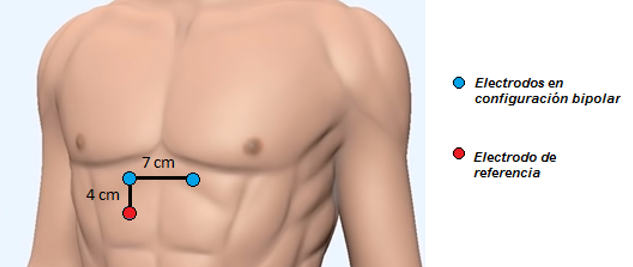 7 cm
4 cm
Electrodos en
configuración bipolar
Electrodo de
referencia